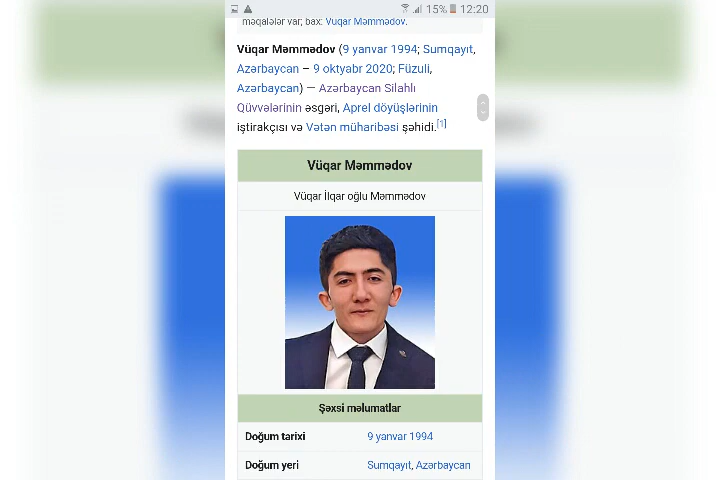 15% 12:20
məqalələr var; bax: Vüqar Məmmədov.
Vüqar Məmmədov (9 yanvar 1994; Sumqayıt,
Azərbaycan – 9 oktyabr 2020; Füzuli,
Azərbaycan) — Azərbaycan Silahlı
Qüvvələrinin əsgəri, Aprel döyüşlərinin
iştirakçısı və Vətən müharibəsi şəhidi.[1]
Vüqar Məmmədov
Vüqar İlqar oğlu Məmmədov
Şəxsi məlumatlar
Doğum tarixi 9 yanvar 1994
Doğum yeri Sumqayıt, Azərbaycan